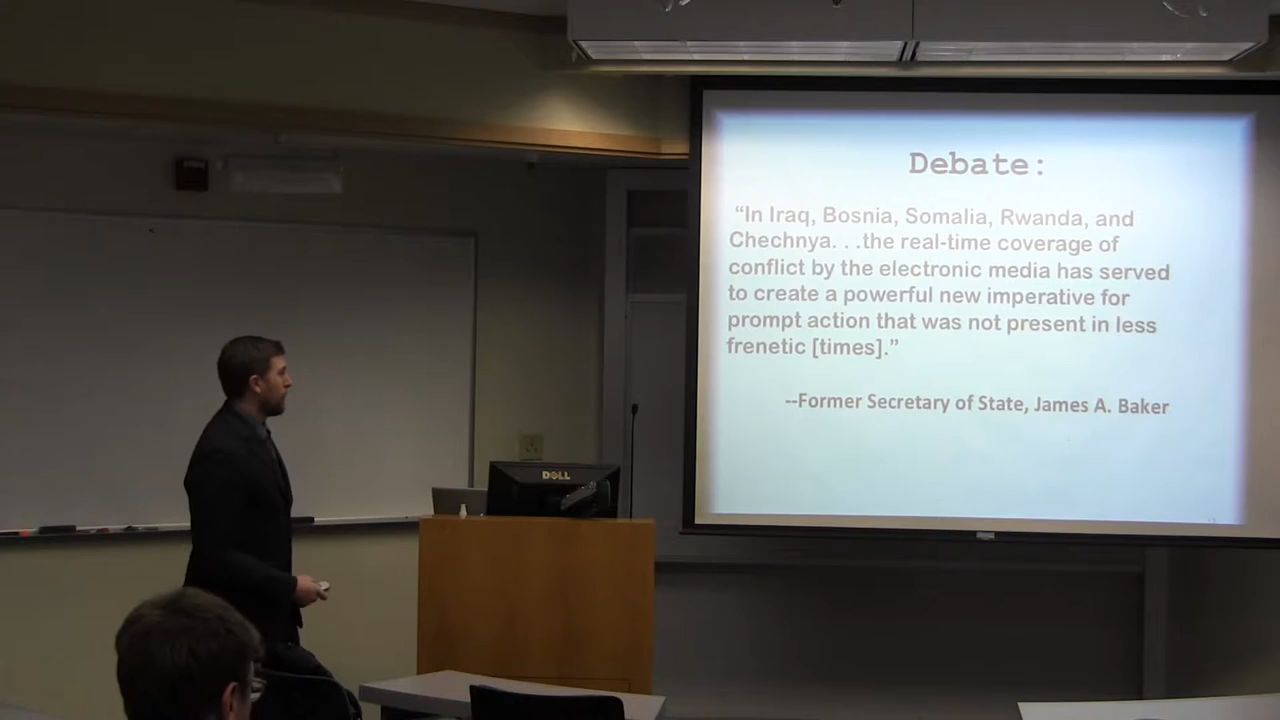 Debate:
“In Iraq, Bosnia, Somalia, Rwanda, and
Chechnya. . .the real-time coverage of
conflict by the electronic media has served
to create a powerful new imperative for
prompt action that was not present in less
frenetic [times].”
--Former Secretary of State, James A. Baker
DELL